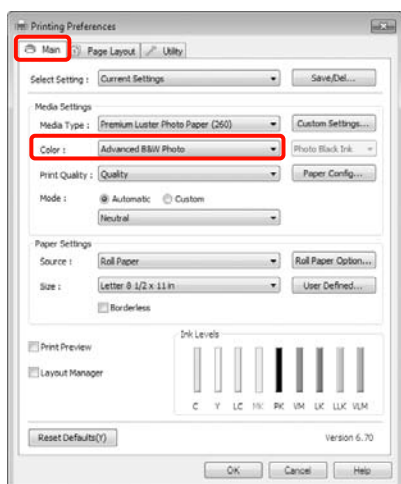 Printing Preferences
Main Page Layout Utility
Select Setting : Current Settings Save/Del...
Media Settings
Media Type : Premium Luster Photo Paper (260) Custom Settings...
Color : Advanced B&W Photo Photo Black Ink
Print Quality : Quality Paper Config...
Mode : Automatic Custom
Neutral
Paper Settings
Source : Roll Paper Roll Paper Option...
Size : Letter 8 1/2 x 11 in User Defined...
Borderless
Ink Levels
Print Preview
Layout Manager
C Y LC MK PK VM LK LLK VLM
Reset Defaults(Y) Version 6.70
OK Cancel Help